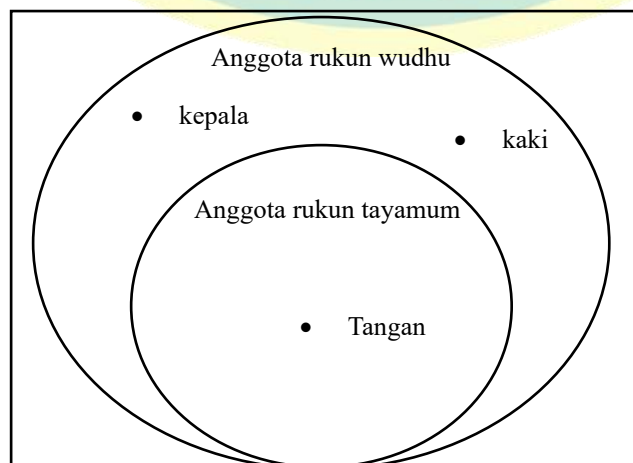 Anggota rukun wudhu
kepala
kaki
Anggota rukun tayamum
Tangan